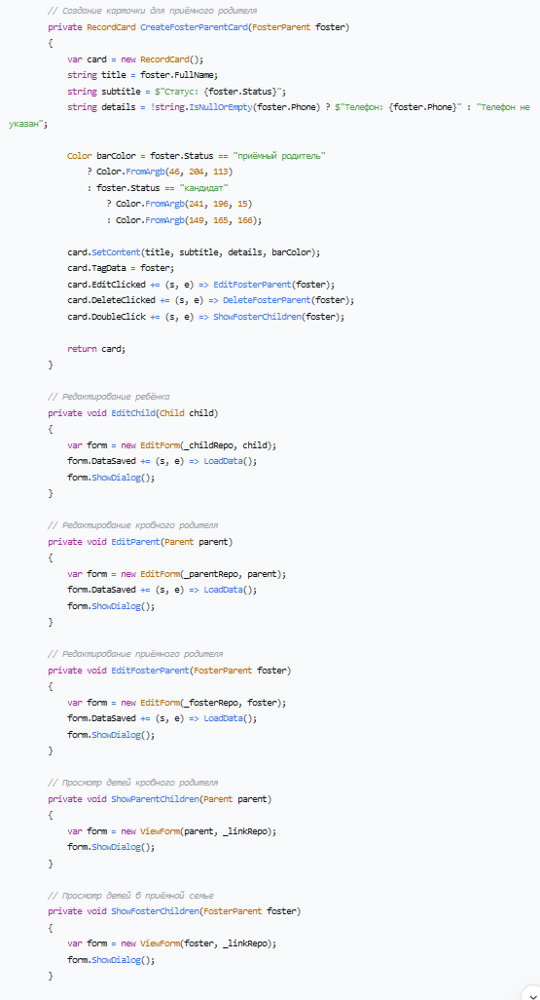 // Создание карточки для приёмного родителя
private RecordCard CreateFosterParentCard(FosterParent foster)
{
    var card = new RecordCard();
    string title = foster.FullName;
    string subtitle = $"Статус: {foster.Status}";
    string details = !string.IsNullOrEmpty(foster.Phone) ? $"Телефон: {foster.Phone}" : "Телефон не
указан";
    Color barColor = foster.Status == "приёмный родитель"
        ? Color.FromArgb(46, 204, 113)
        : foster.Status == "кандидат"
            ? Color.FromArgb(241, 196, 15)
            : Color.FromArgb(149, 165, 166);
    card.SetContent(title, subtitle, details, barColor);
    card.TagData = foster;
    card.EditClicked += (s, e) => EditFosterParent(foster);
    card.DeleteClicked += (s, e) => DeleteFosterParent(foster);
    card.DoubleClick += (s, e) => ShowFosterChildren(foster);
    return card;
}
// Редактирование ребёнка
private void EditChild(Child child)
{
    var form = new EditForm(_childRepo, child);
    form.DataSaved += (s, e) => LoadData();
    form.ShowDialog();
}
// Редактирование кровного родителя
private void EditParent(Parent parent)
{
    var form = new EditForm(_parentRepo, parent);
    form.DataSaved += (s, e) => LoadData();
    form.ShowDialog();
}
// Редактирование приёмного родителя
private void EditFosterParent(FosterParent foster)
{
    var form = new EditForm(_fosterRepo, foster);
    form.DataSaved += (s, e) => LoadData();
    form.ShowDialog();
}
// Просмотр детей кровного родителя
private void ShowParentChildren(Parent parent)
{
    var form = new ViewForm(parent, _linkRepo);
    form.ShowDialog();
}
// Просмотр детей в приёмной семье
private void ShowFosterChildren(FosterParent foster)
{
    var form = new ViewForm(foster, _linkRepo);
    form.ShowDialog();
}